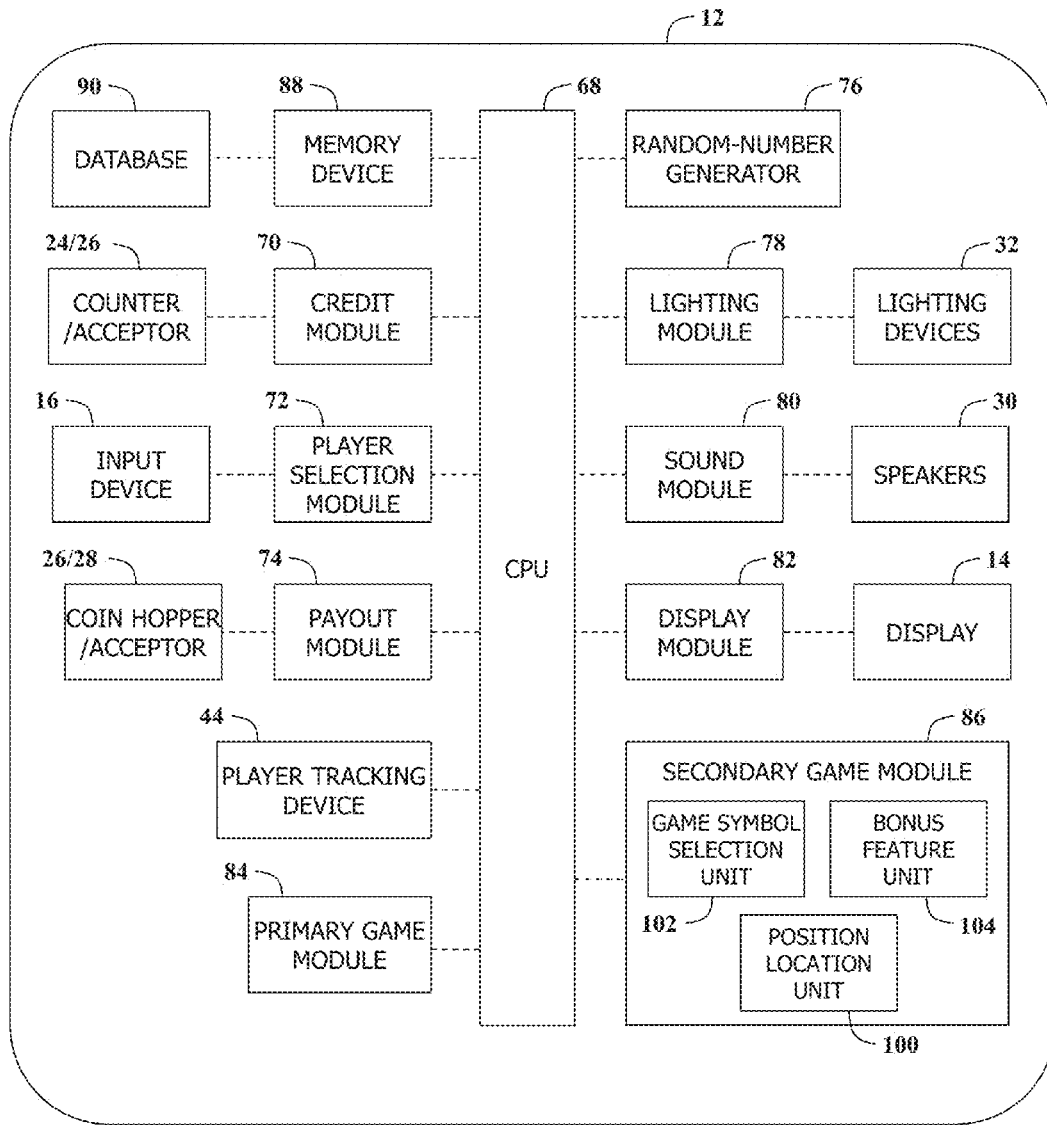 12
90
88
68
76
DATABASE
MEMORY
DEVICE
RANDOM-NUMBER
GENERATOR
24/26
70
78
32
COUNTER
/ACCEPTOR
CREDIT
MODULE
LIGHTING
MODULE
LIGHTING
DEVICES
16
72
80
30
INPUT
DEVICE
PLAYER
SELECTION
MODULE
SOUND
MODULE
SPEAKERS
26/28
74
CPU
82
14
COIN HOPPER
/ACCEPTOR
PAYOUT
MODULE
DISPLAY
MODULE
DISPLAY
44
86
PLAYER TRACKING
DEVICE
SECONDARY GAME MODULE
GAME SYMBOL
SELECTION
UNIT
BONUS
FEATURE
UNIT
84
102
104
PRIMARY GAME
MODULE
POSITION
LOCATION
UNIT
100